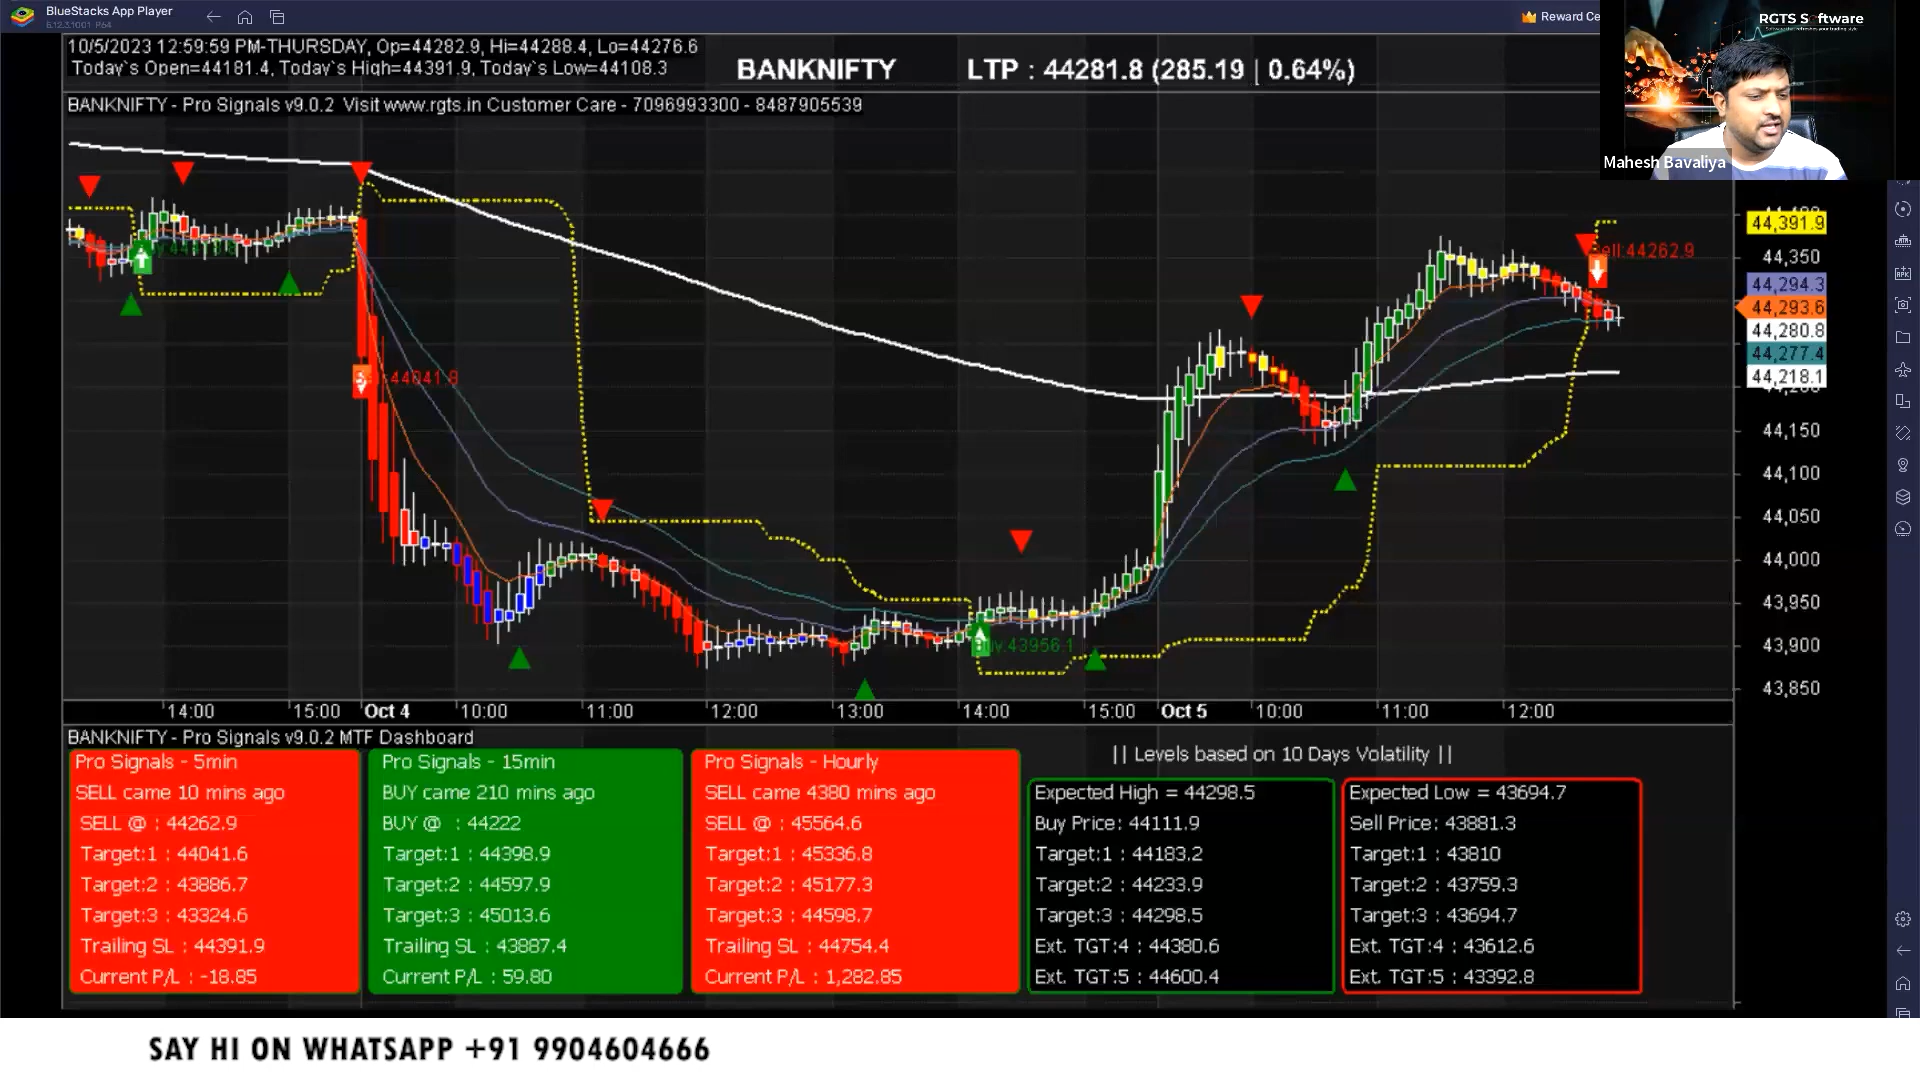 BlueStacks App Player
Reward Ce
RGTS S ftware
Mahesh Bavaliya
10/5/2023 12:59:59 PM-THURSDAY, Op=44282.9, Hi=44288.4, Lo=44276.6
Today`s Open=44181.4, Today`s High=44391.9, Today`s Low=44108.3
BANKNIFTY
LTP : 44281.8 (285.19 | 0.64%)
BANKNIFTY - Pro Signals v9.0.2 Visit www.rgts.in Customer Care - 7096993300 - 8487905539
44,391.9
44,350
44,294.3
44,293.6
44,280.8
44,277.4
44,218.1
44,150
44,100
44,050
44,000
43,950
43,900
43,850
ell:44262.9
44041.8
43956.1
14:00 15:00 Oct 4 10:00 11:00 12:00 13:00 14:00 15:00 Oct 5 10:00 11:00 12:00
BANKNIFTY - Pro Signals v9.0.2 MTF Dashboard
Pro Signals - 5min
SELL came 10 mins ago
SELL @ : 44262.9
Target:1 : 44041.6
Target:2 : 43886.7
Target:3 : 43324.6
Trailing SL : 44391.9
Current P/L : -18.85
Pro Signals - 15min
BUY came 210 mins ago
BUY @ : 44222
Target:1 : 44398.9
Target:2 : 44597.9
Target:3 : 45013.6
Trailing SL : 43887.4
Current P/L : 59.80
Pro Signals - Hourly
SELL came 4380 mins ago
SELL @ : 45564.6
Target:1 : 45336.8
Target:2 : 45177.3
Target:3 : 44598.7
Trailing SL : 44754.4
Current P/L : 1,282.85
|| Levels based on 10 Days Volatility ||
Expected High = 44298.5
Buy Price: 44111.9
Target:1 : 44183.2
Target:2 : 44233.9
Target:3 : 44298.5
Ext. TGT:4 : 44380.6
Ext. TGT:5 : 44600.4
Expected Low = 43694.7
Sell Price: 43881.3
Target:1 : 43810
Target:2 : 43759.3
Target:3 : 43694.7
Ext. TGT:4 : 43612.6
Ext. TGT:5 : 43392.8
SAY HI ON WHATSAPP +91 9904604666